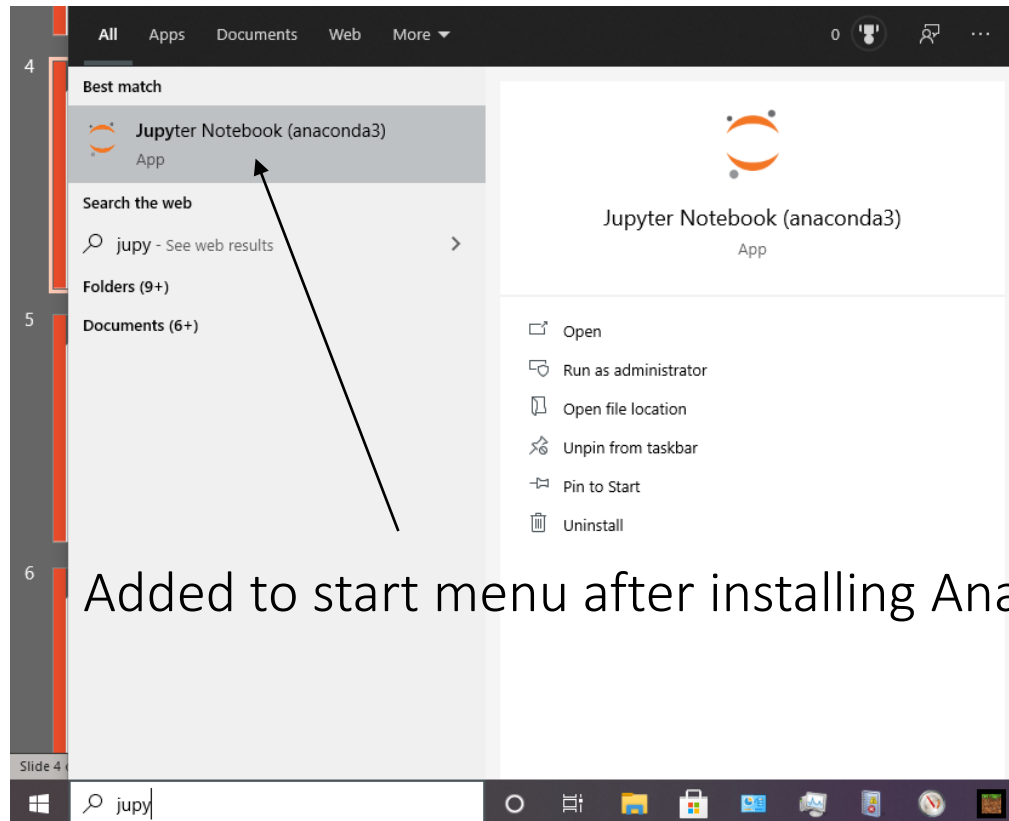 All Apps Documents Web More
0
4
Best match
Jupyter Notebook (anaconda3)
App
Search the web
jupy - See web results
Folders (9+)
Documents (6+)
Jupyter Notebook (anaconda3)
App
Open
Run as administrator
Open file location
Unpin from taskbar
Pin to Start
Uninstall
5
6
Added to start menu after installing Ana
Slide 4
jupy